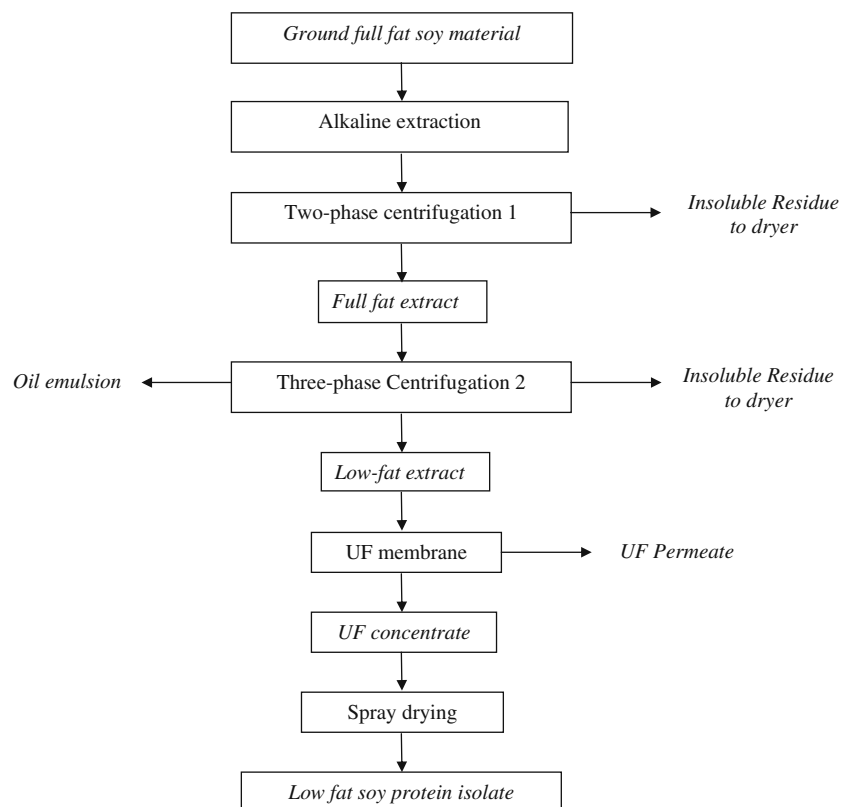 Ground full fat soy material
Alkaline extraction
Two-phase centrifugation 1
Insoluble Residue
to dryer
Full fat extract
Oil emulsion
Three-phase Centrifugation 2
Insoluble Residue
to dryer
Low-fat extract
UF membrane
UF Permeate
UF concentrate
Spray drying
Low fat soy protein isolate